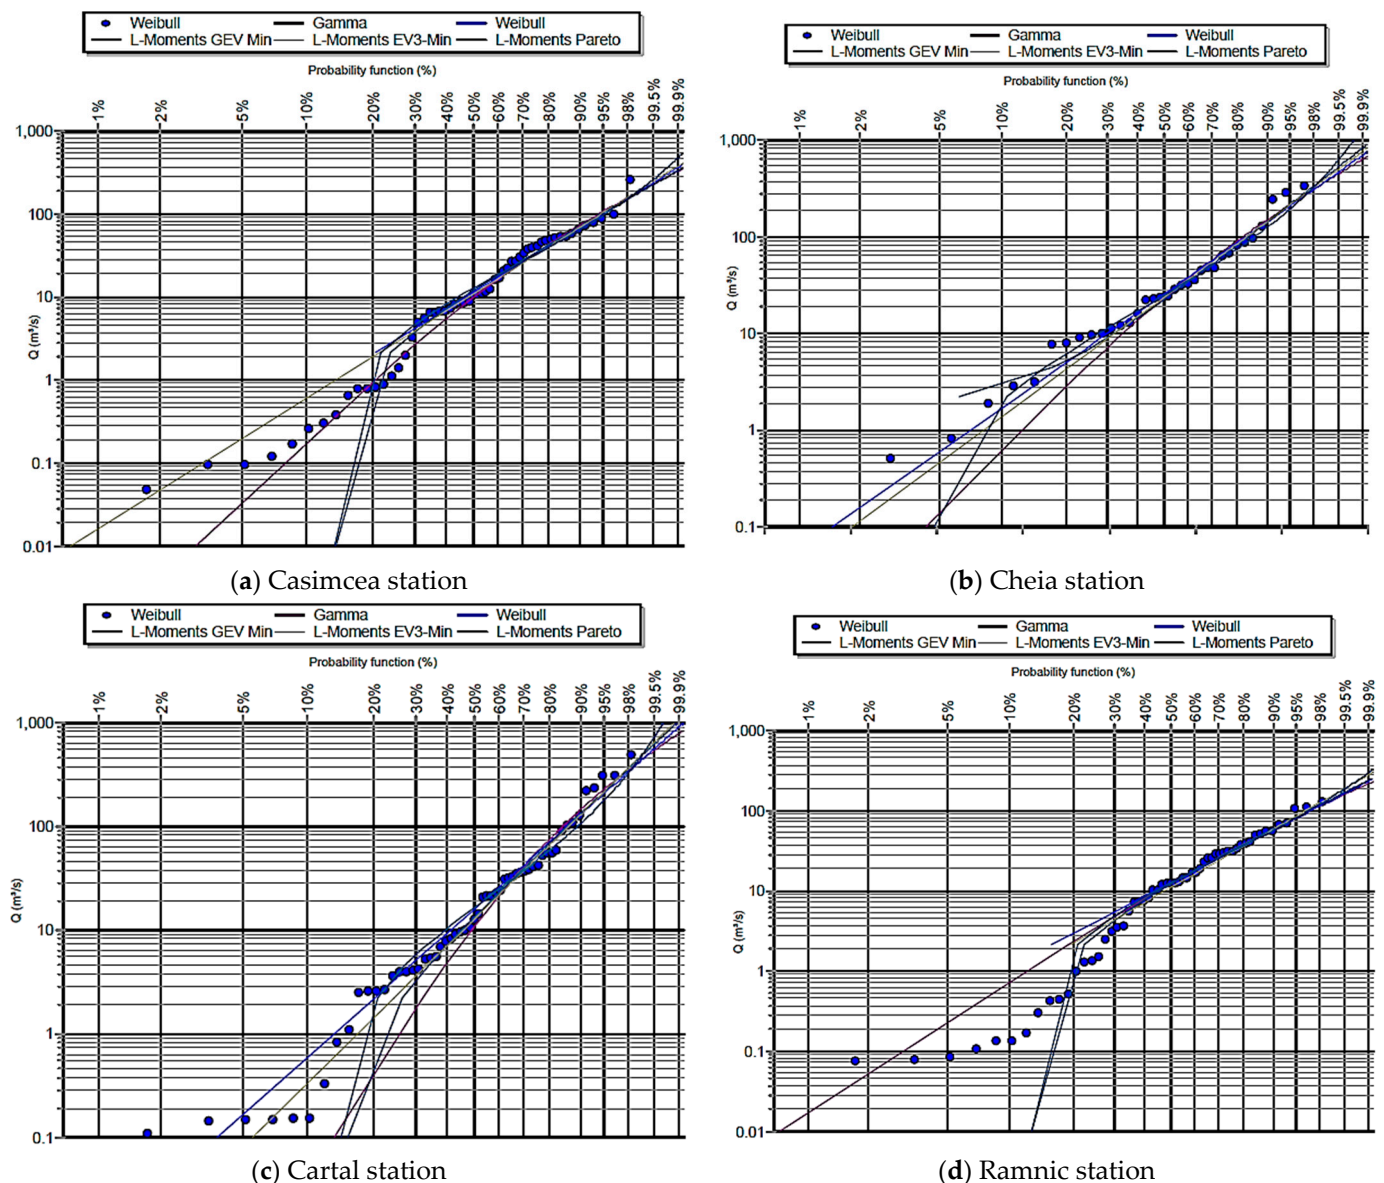 Weibull Gamma Weibull
L-Moments GEV Min L-Moments EV3-Min L-Moments Pareto
Probability function (%)
1% 2% 5% 10% 20% 30% 40% 50% 60% 70% 80% 90% 95% 98% 99.5% 99.9%
1,000
100
10
1
0.1
0.01
Q (m³/s)
(a) Casimcea station
Weibull Gamma Weibull
L-Moments GEV Min L-Moments EV3-Min L-Moments Pareto
Probability function (%)
1% 2% 5% 10% 20% 30% 40% 50% 60% 70% 80% 90% 95% 98% 99.5% 99.9%
1,000
100
10
1
0.1
Q (m³/s)
(b) Cheia station
Weibull Gamma Weibull
L-Moments GEV Min L-Moments EV3-Min L-Moments Pareto
Probability function (%)
1% 2% 5% 10% 20% 30% 40% 50% 60% 70% 80% 90% 95% 98% 99.5% 99.9%
1,000
100
10
1
0.1
Q (m³/s)
(c) Cartal station
Weibull Gamma Weibull
L-Moments GEV Min L-Moments EV3-Min L-Moments Pareto
Probability function (%)
1% 2% 5% 10% 20% 30% 40% 50% 60% 70% 80% 90% 95% 98% 99.5% 99.9%
1,000
100
10
1
0.1
0.01
Q (m³/s)
(d) Ramnic station